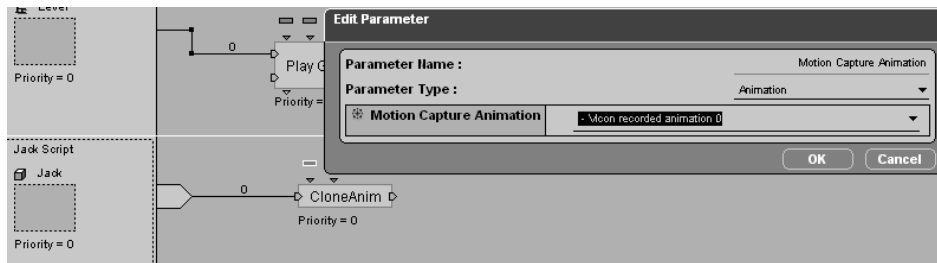 Level
Priority = 0
0
Play G
Priority =
Edit Parameter
Parameter Name :
Motion Capture Animation
Parameter Type :
Animation
Motion Capture Animation
- Mcon recorded animation 0
OK
Cancel
Jack Script
Jack
Priority = 0
0
CloneAnim
Priority = 0